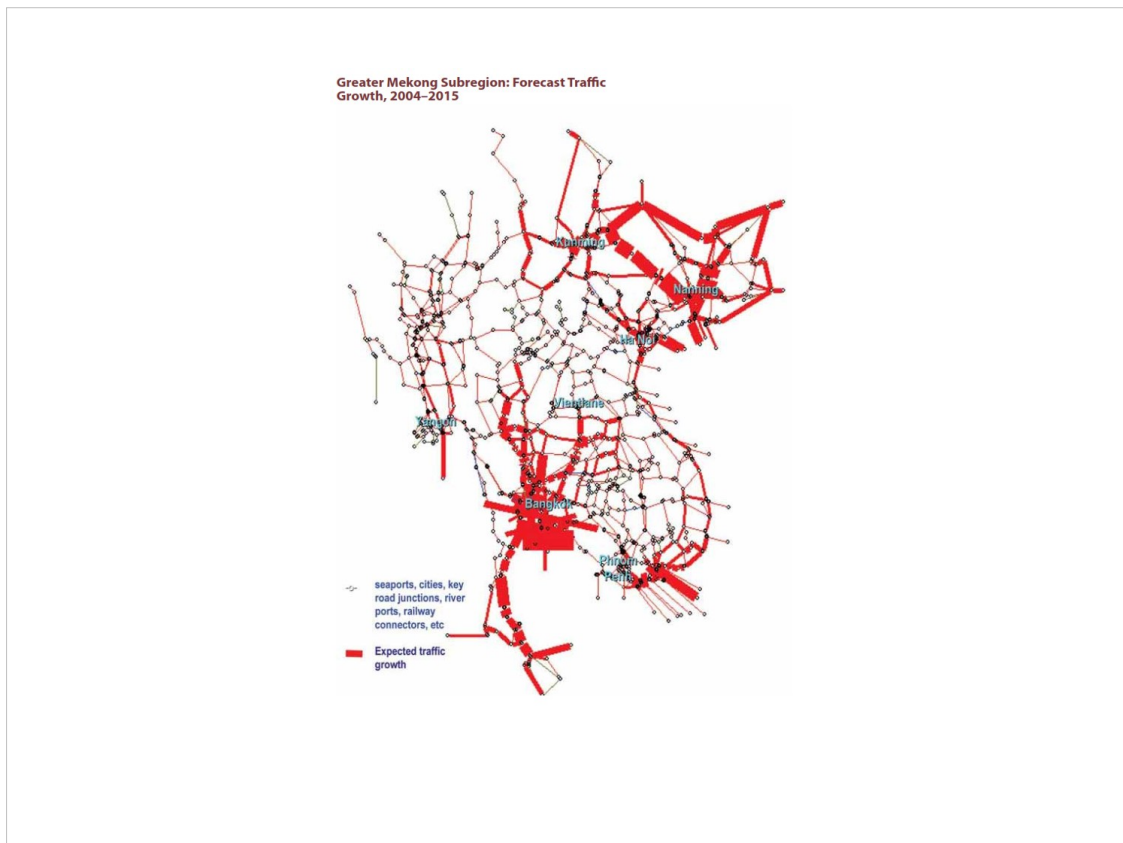 Greater Mekong Subregion: Forecast Traffic
Growth, 2004–2015
Kunming
Nanning
Ha Noi
Vientiane
Yangon
Bangkok
Phnom
Penh
seaports, cities, key
road junctions, river
ports, railway
connectors, etc
Expected traffic
growth